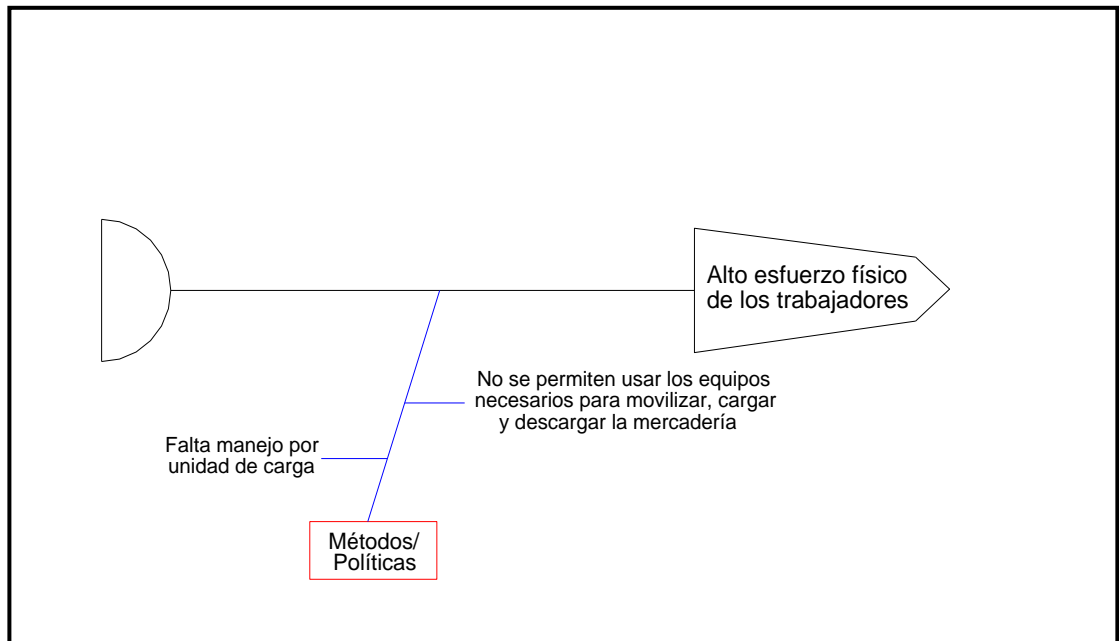 Alto esfuerzo físico
de los trabajadores
No se permiten usar los equipos
necesarios para movilizar, cargar
y descargar la mercadería
Falta manejo por
unidad de carga
Métodos/
Políticas